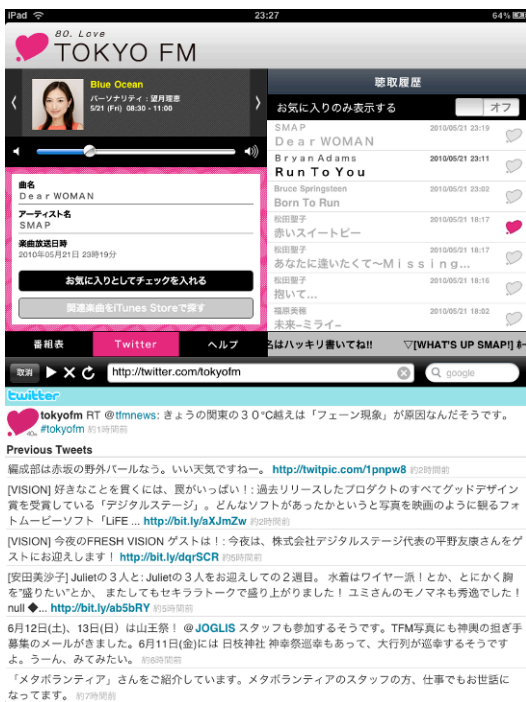 iPad 23:27 64%
80. Love
TOKYO FM
Blue Ocean
パーソナリティ：望月理恵
5/21 (Fri) 08:30 - 11:00
曲名
Dear WOMAN
アーティスト名
SMAP
楽曲放送日時
2010年05月21日 23時19分
お気に入りとしてチェックを入れる
関連楽曲をiTunes Storeで探す
聴取履歴
お気に入りのみ表示する オフ
SMAP 2010/05/21 23:19
Dear WOMAN
Bryan Adams 2010/05/21 23:11
Run To You
Bruce Springsteen 2010/05/21 23:02
Born To Run
松田聖子 2010/05/21 18:17
赤いスイートピー
松田聖子 2010/05/21 18:17
あなたに逢いたくて〜Missing...
松田聖子 2010/05/21 18:16
抱いて...
福原美穂 2010/05/21 18:02
未来−ミライ−
番組表 Twitter ヘルプ
名はハッキリ書いてね!! ▽[WHAT'S UP SMAP!] ﾎｰ
取消 http://twitter.com/tokyofm google
twitter
tokyofm RT @tfmnews: きょうの関東の３０°C越えは「フェーン現象」が原因なんだそうです。
#tokyofm 約1時間前
Previous Tweets
編成部は赤坂の野外バールなう。いい天気ですねー。 http://twitpic.com/1pnpw8 約2時間前
[VISION] 好きなことを貫くには、罠がいっぱい！: 過去リリースしたプロダクトのすべてグッドデザイン
賞を受賞している「デジタルステージ」。どんなソフトがあったかというと写真を映画のように観るフォ
トムービーソフト「LiFE ... http://bit.ly/aXJmZw 約2時間前
[VISION] 今夜のFRESH VISION ゲストは！: 今夜は、株式会社デジタルステージ代表の平野友康さんをゲ
ストにお迎えします！ http://bit.ly/dqrSCR 約5時間前
[安田美沙子] Julietの３人と: Julietの３人をお迎えしての２週目。 水着はワイヤー派！とか、とにかく胸
を”盛りたい”とか、 またしてもセキララトークで盛り上がりました！ ユミさんのモノマネも秀逸でした！
null ◆... http://bit.ly/ab5bRY 約5時間前
6月12日(土)、13日(日）は山王祭！ @JOGLIS スタッフも参加するそうです。TFM写真にも神輿の担ぎ手
募集のメールがきました。6月11日(金)には 日枝神社 神幸祭巡幸もあって、大行列が巡幸するそうです
よ。うーん、みてみたい。 約6時間前
「メタボランティア」さんをご紹介しています。メタボランティアのスタッフの方、仕事でもお世話に
なってます。 約7時間前